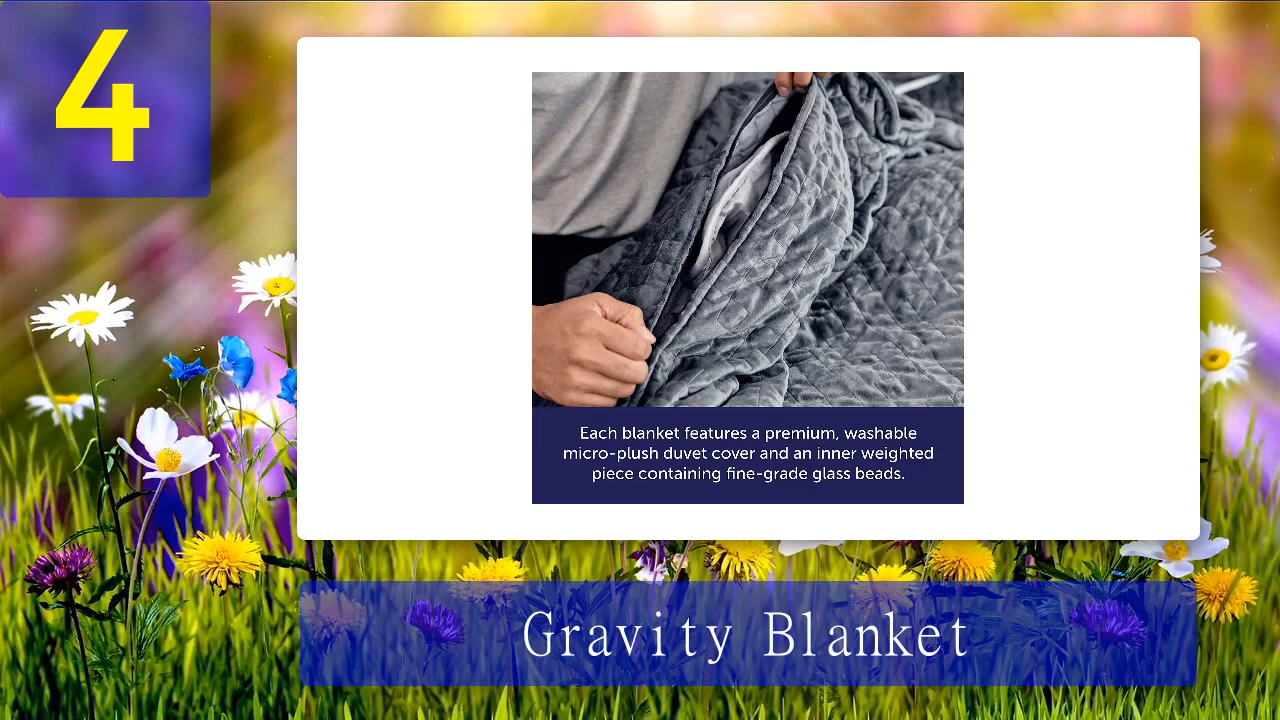 4
Each blanket features a premium, washable
micro-plush duvet cover and an inner weighted
piece containing fine-grade glass beads.
Gravity Blanket